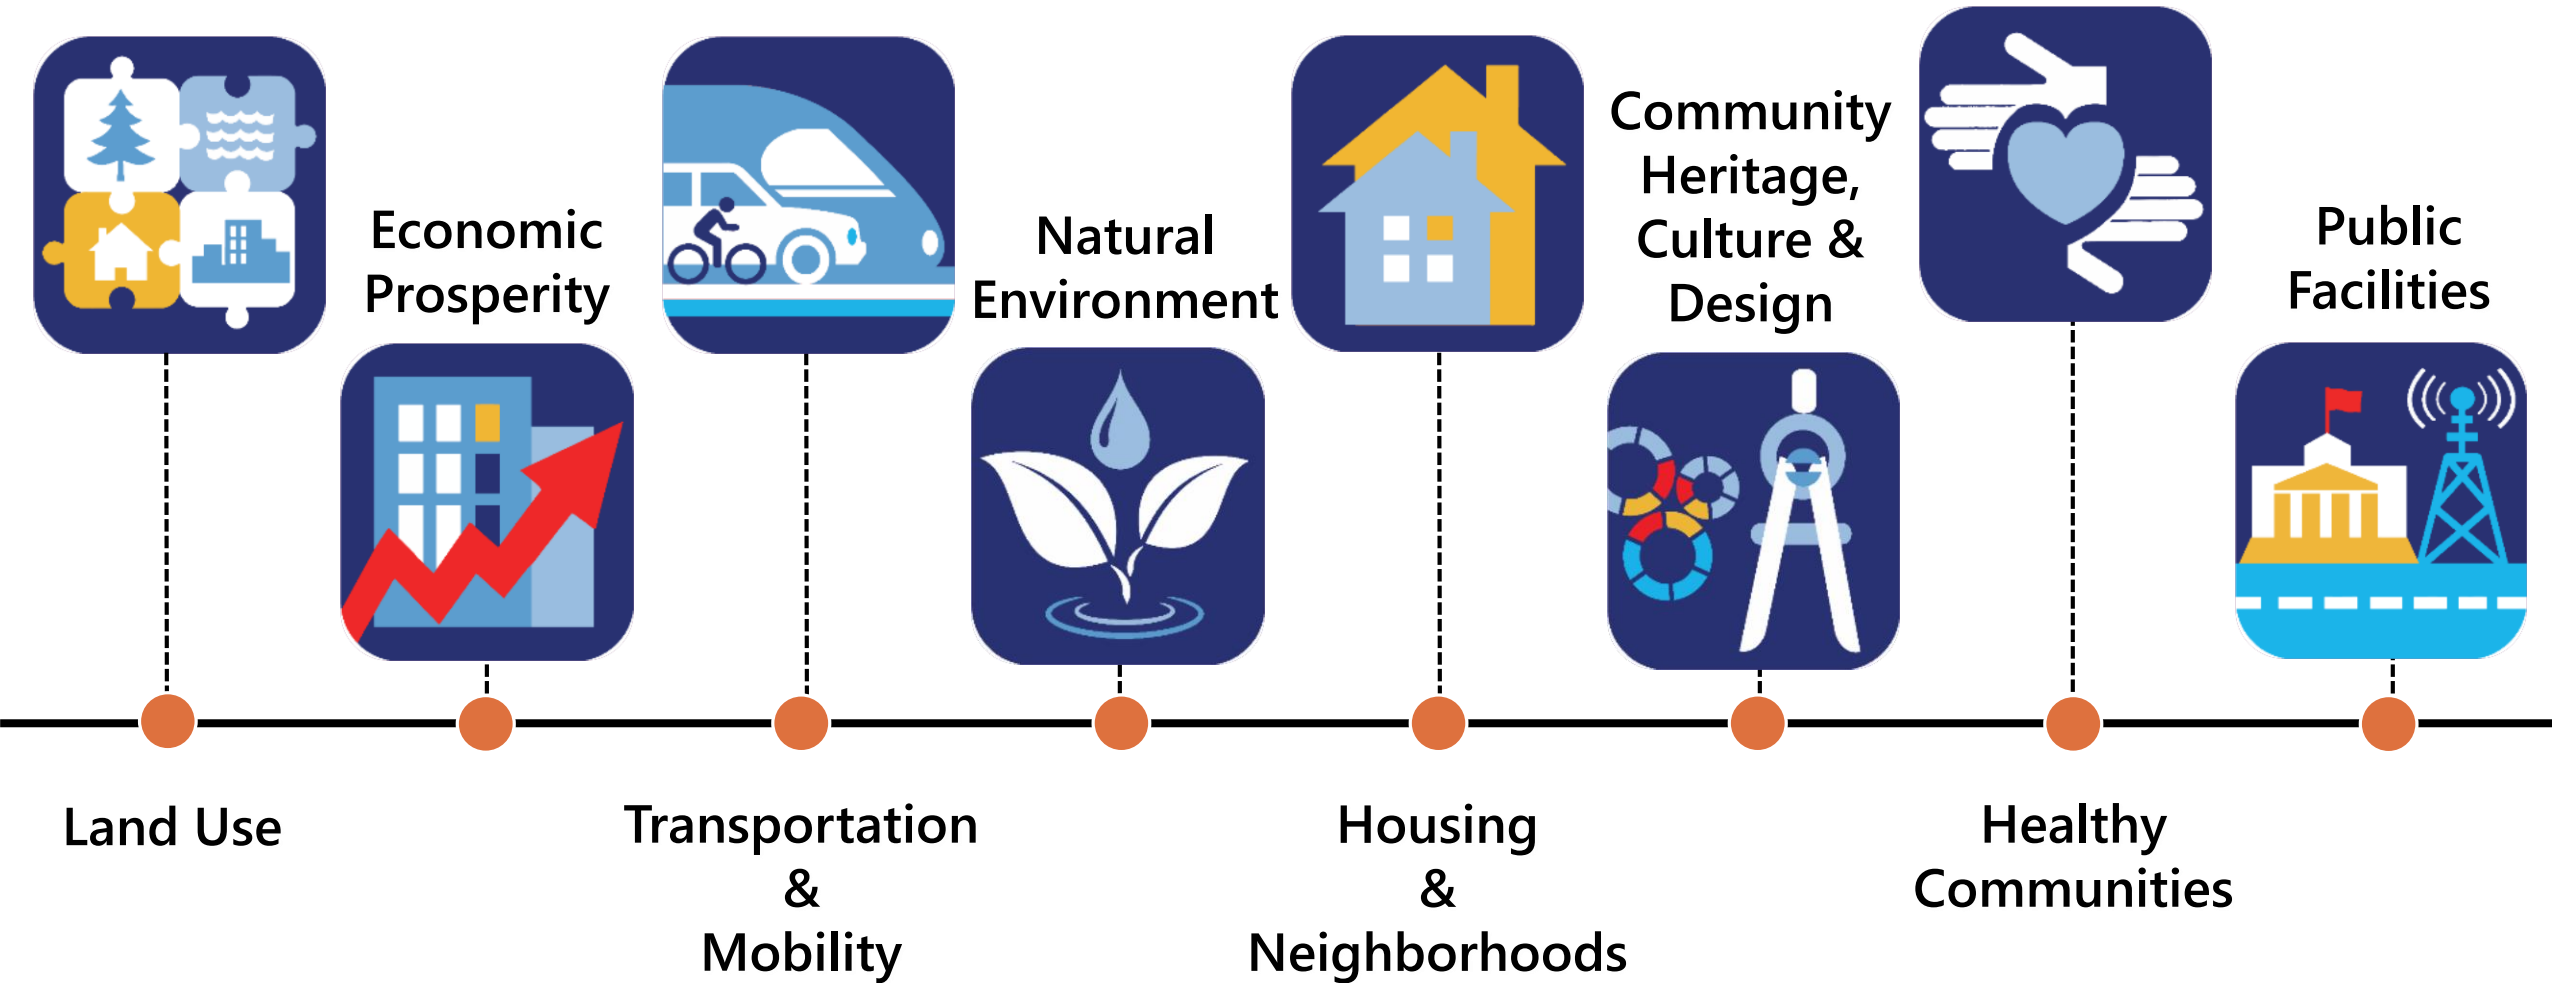 Land Use
Economic
Prosperity
Transportation
&
Mobility
Natural
Environment
Housing
&
Neighborhoods
Community
Heritage,
Culture &
Design
Healthy
Communities
Public
Facilities